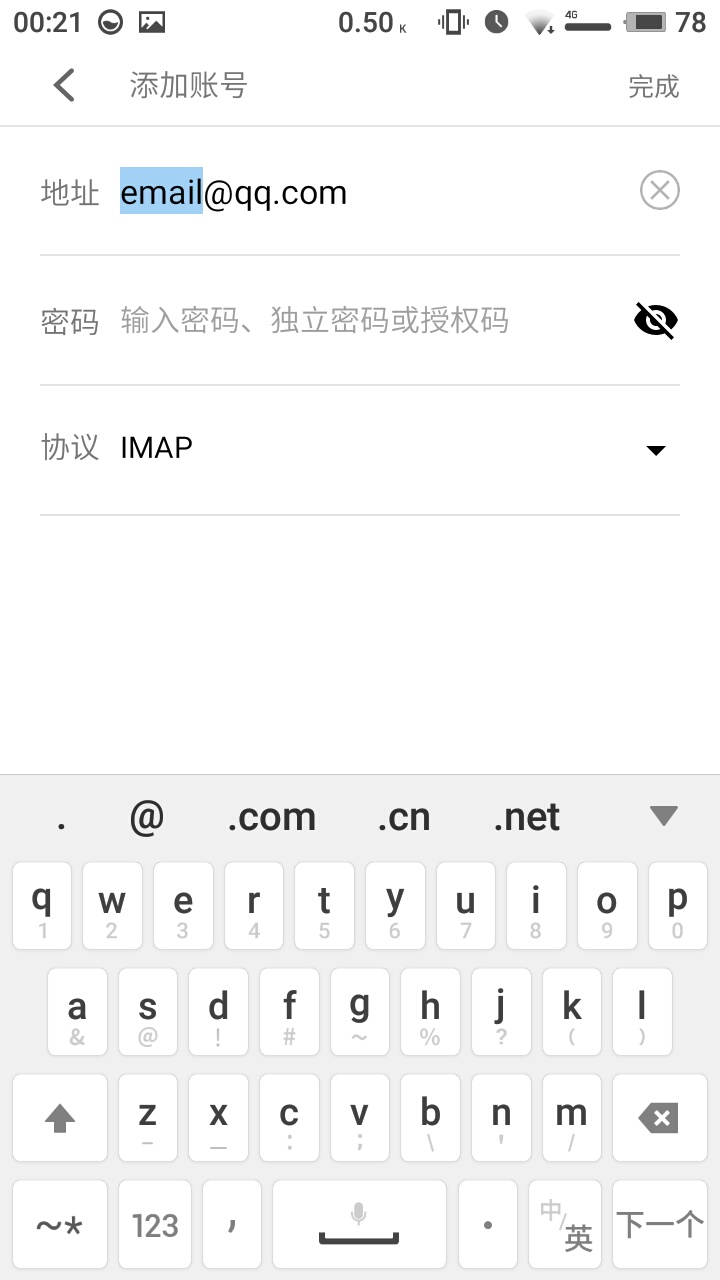 00:21 0.50 K 4G 78
添加账号 完成
地址 email@qq.com
密码 输入密码、独立密码或授权码
协议 IMAP
. @ .com .cn .net
q w e r t y u i o p
1 2 3 4 5 6 7 8 9 0
a s d f g h j k l
& @ ! # ~ % ? ( )
z x c v b n m
– — : ; \ ' /
~* 123 , . 中/英 下一个